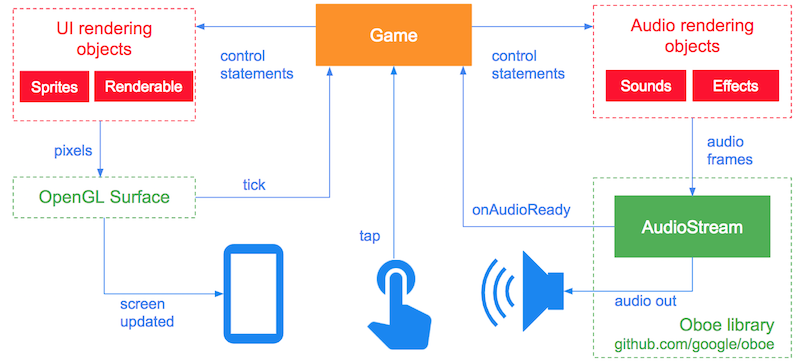 UI rendering
objects
Sprites
Renderable
control
statements
Game
control
statements
Audio rendering
objects
Sounds
Effects
pixels
audio
frames
OpenGL Surface
tick
tap
onAudioReady
AudioStream
screen
updated
audio out
Oboe library
github.com/google/oboe